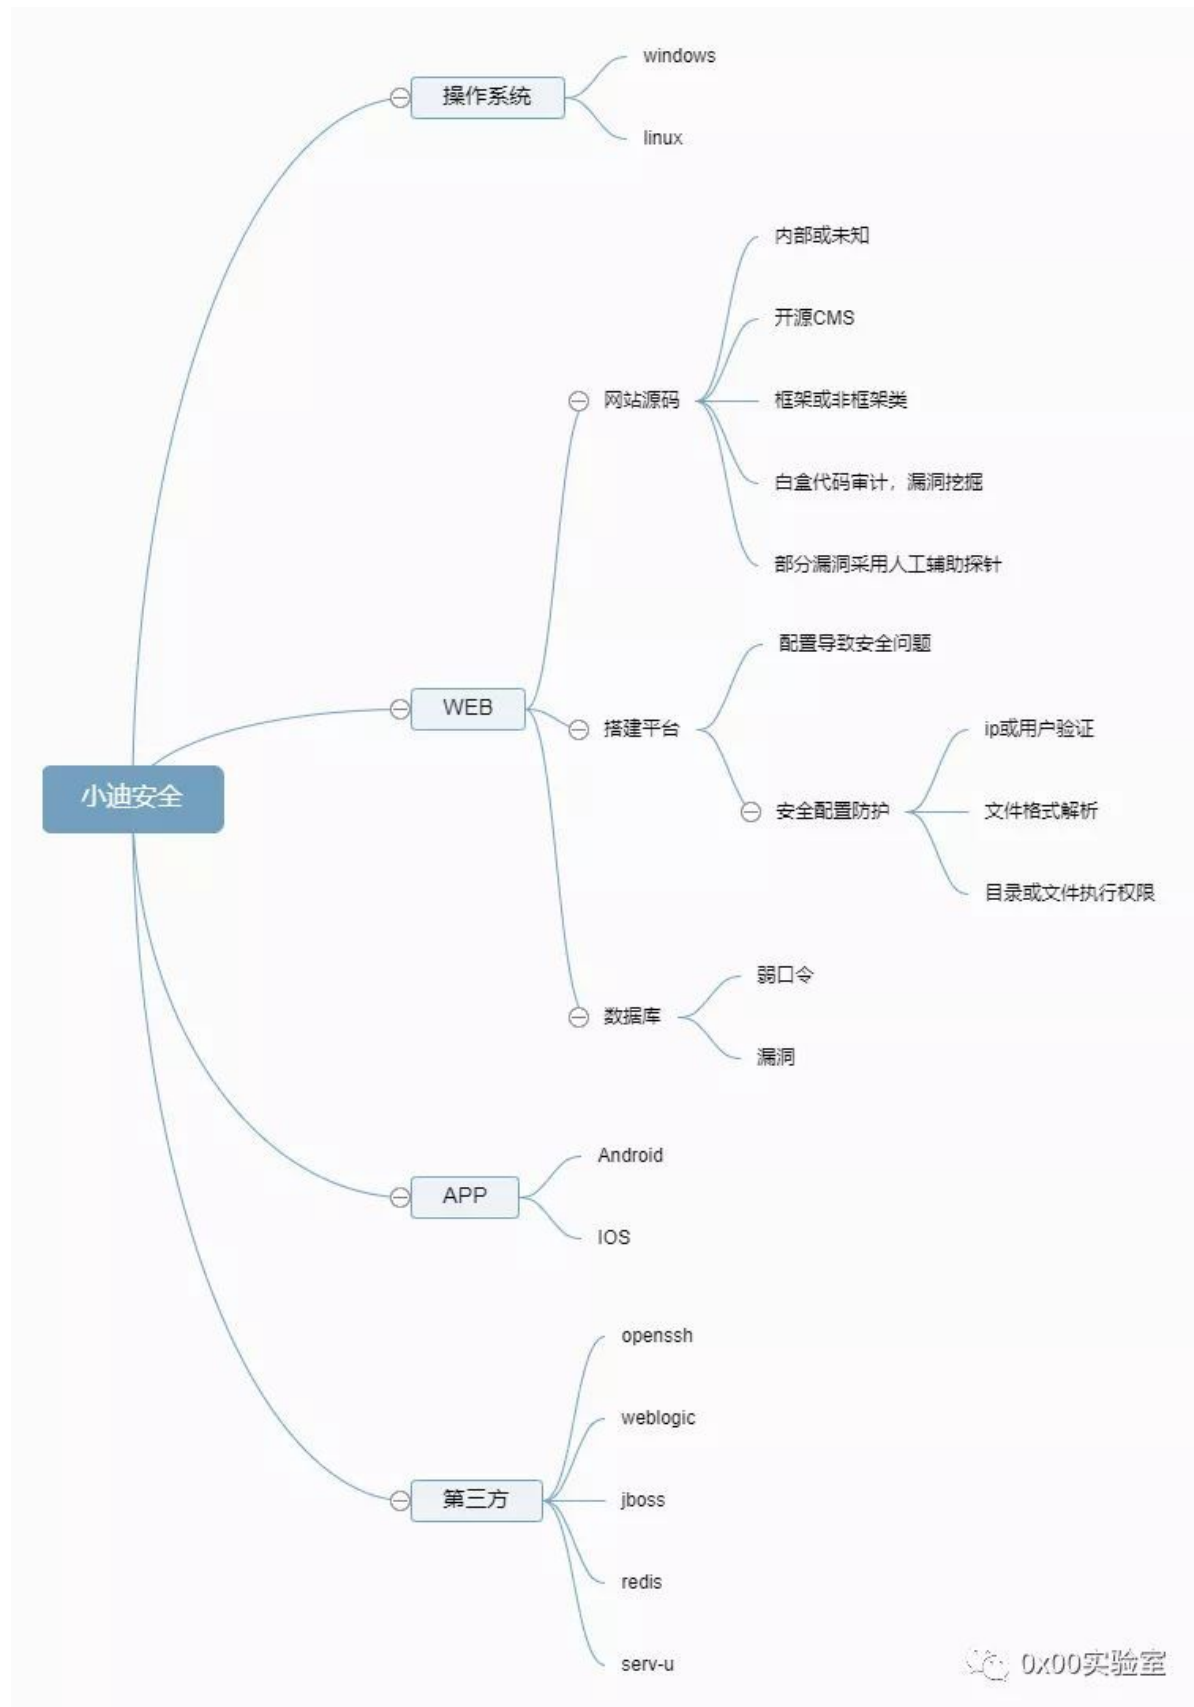 windows
操作系统
linux
内部或未知
开源CMS
网站源码
框架或非框架类
白盒代码审计，漏洞挖掘
部分漏洞采用人工辅助探针
配置导致安全问题
WEB
搭建平台
ip或用户验证
小迪安全
安全配置防护
文件格式解析
目录或文件执行权限
弱口令
数据库
漏洞
Android
APP
IOS
openssh
weblogic
第三方
jboss
redis
serv-u
0x00实验室